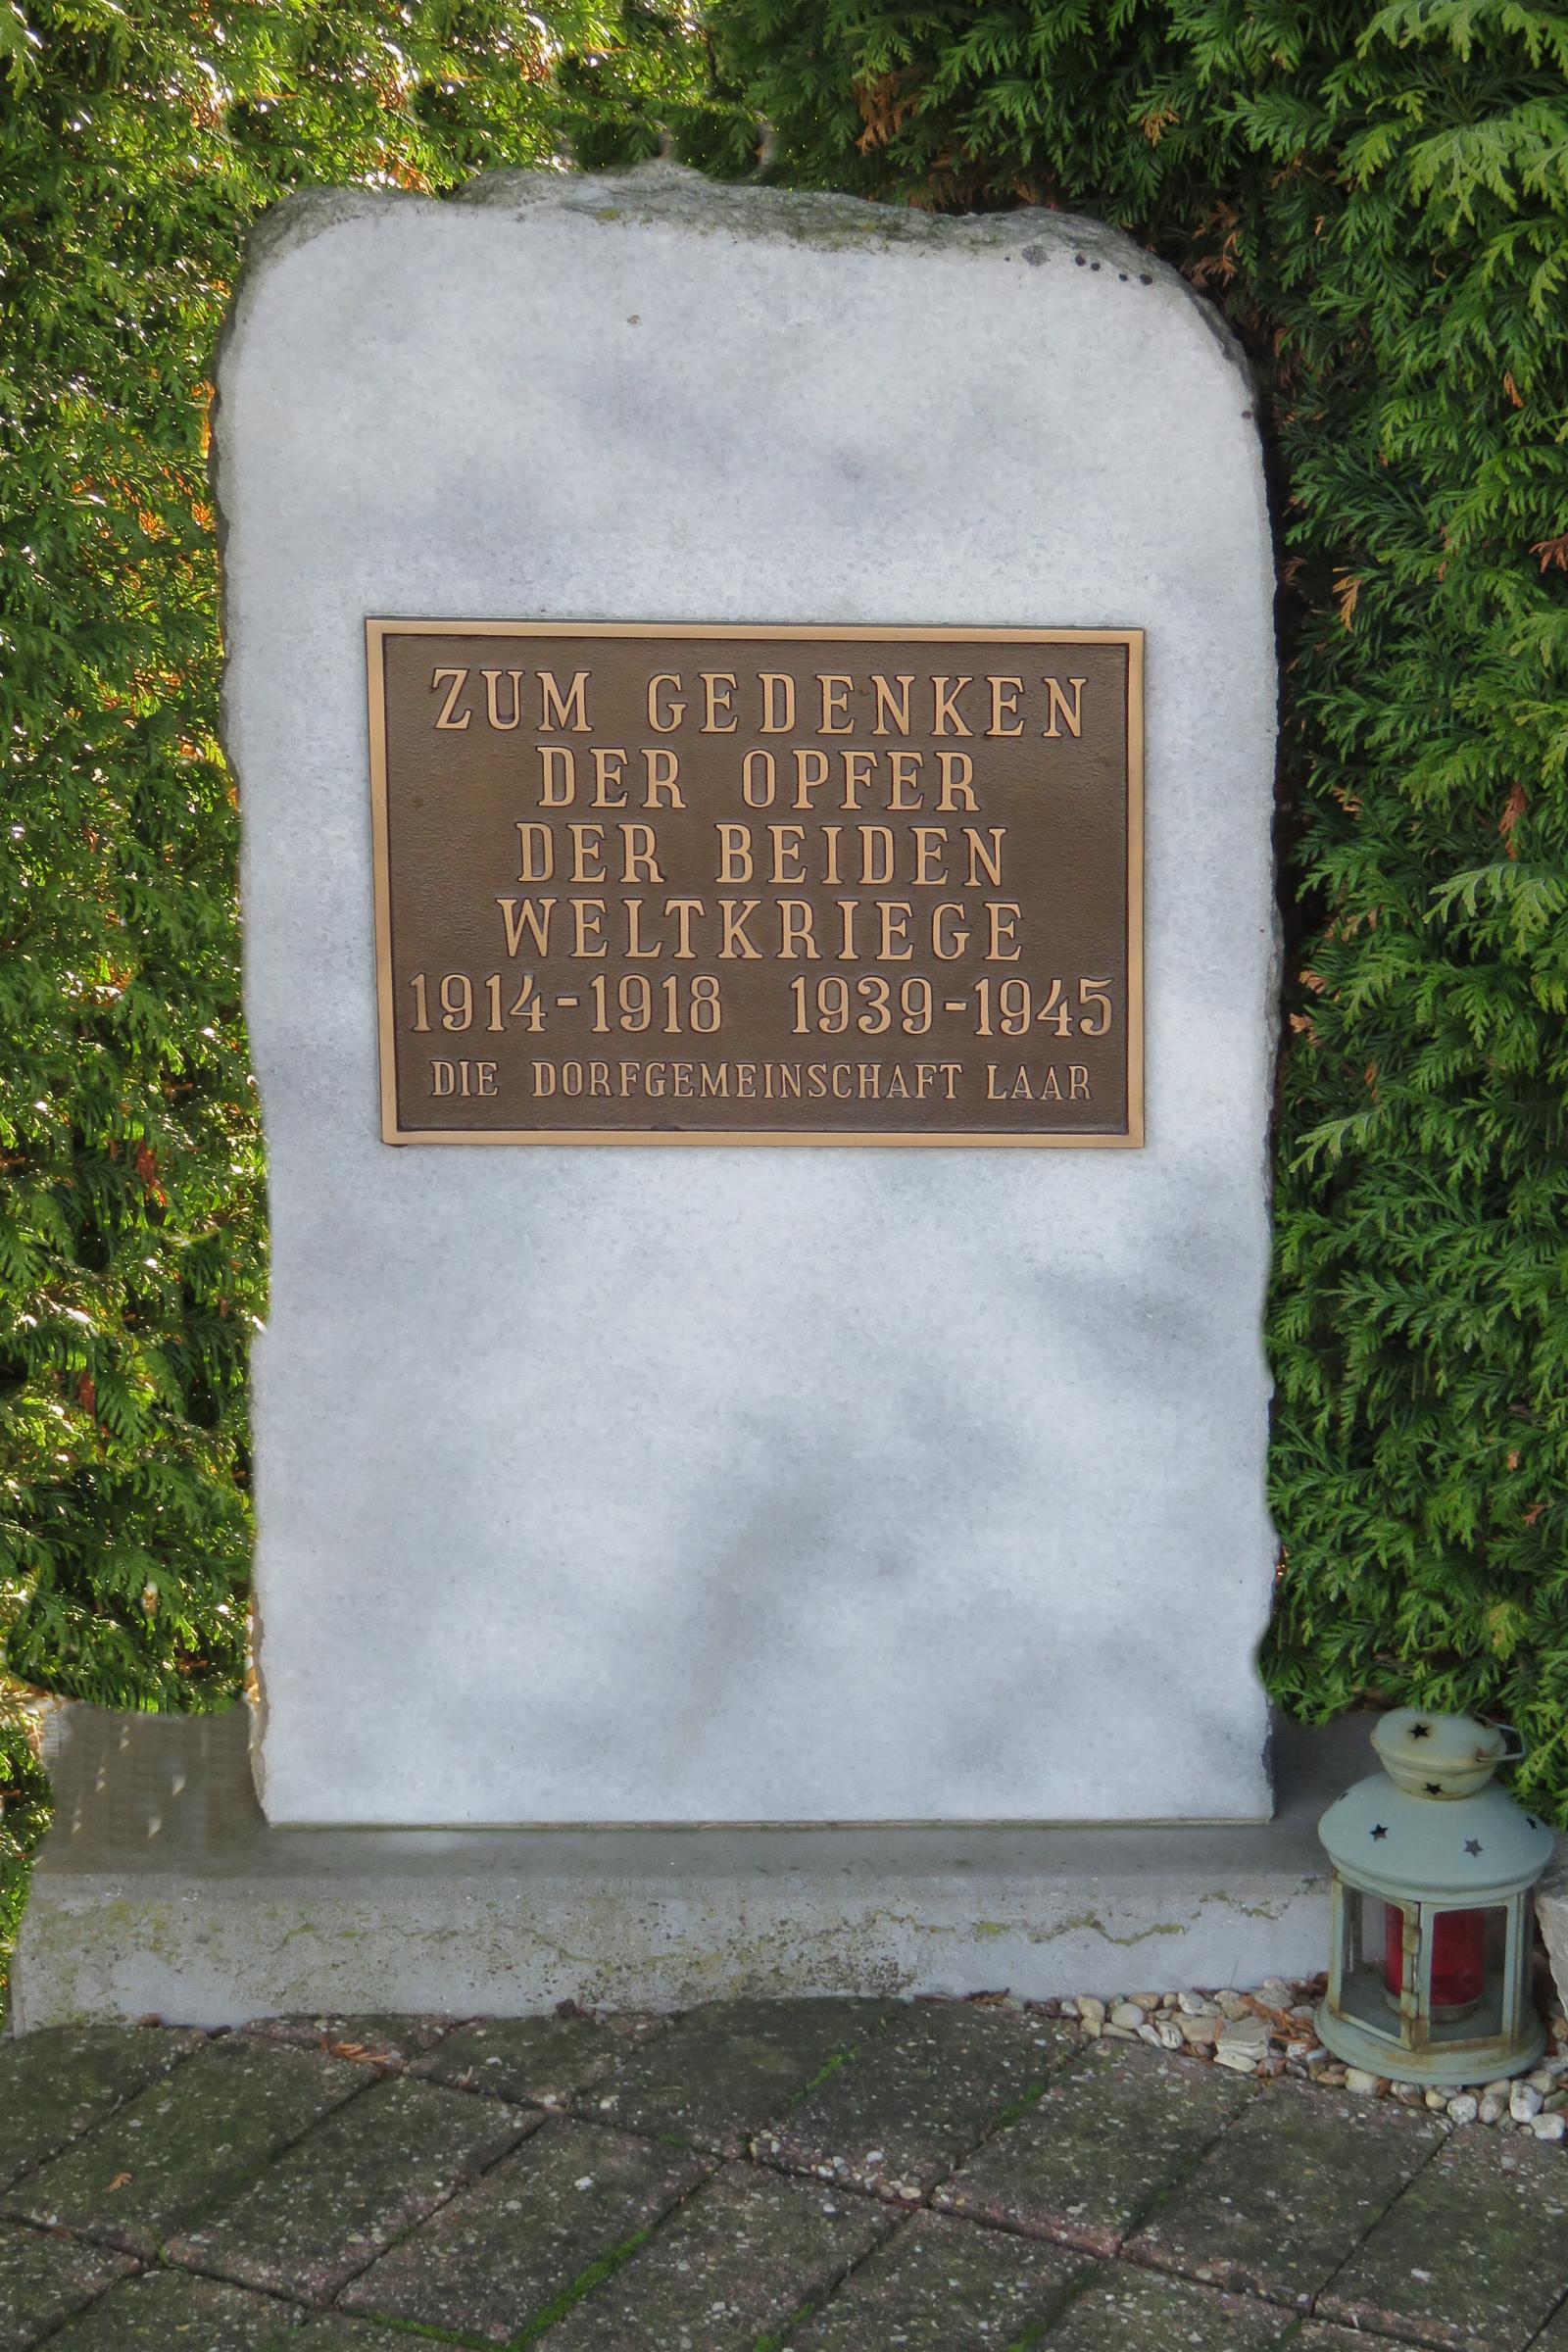 ZUM GEDENKEN
DER OPFER
DER BEIDEN
WELTKRIEGE
1914-1918 1939-1945
DIE DORFGEMEINSCHAFT LAAR